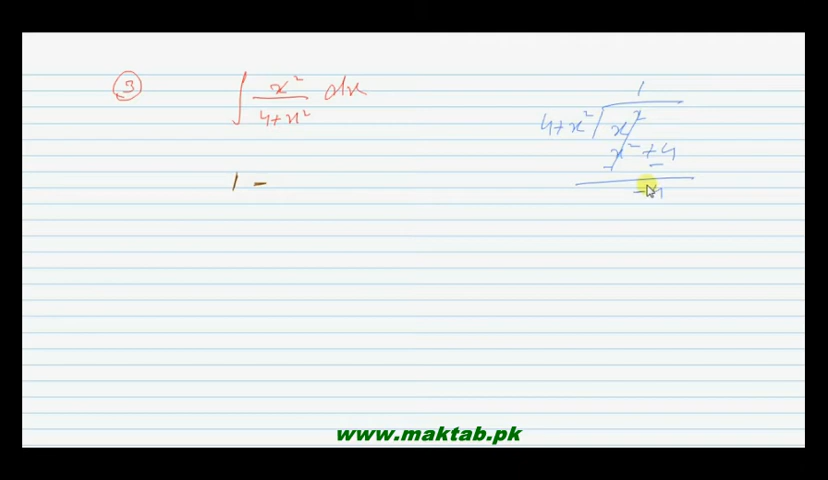 ③ ∫ x²/(4+x²) dx
1
4+x² ) x²
x² + 4
- -
-4
1 -
www.maktab.pk